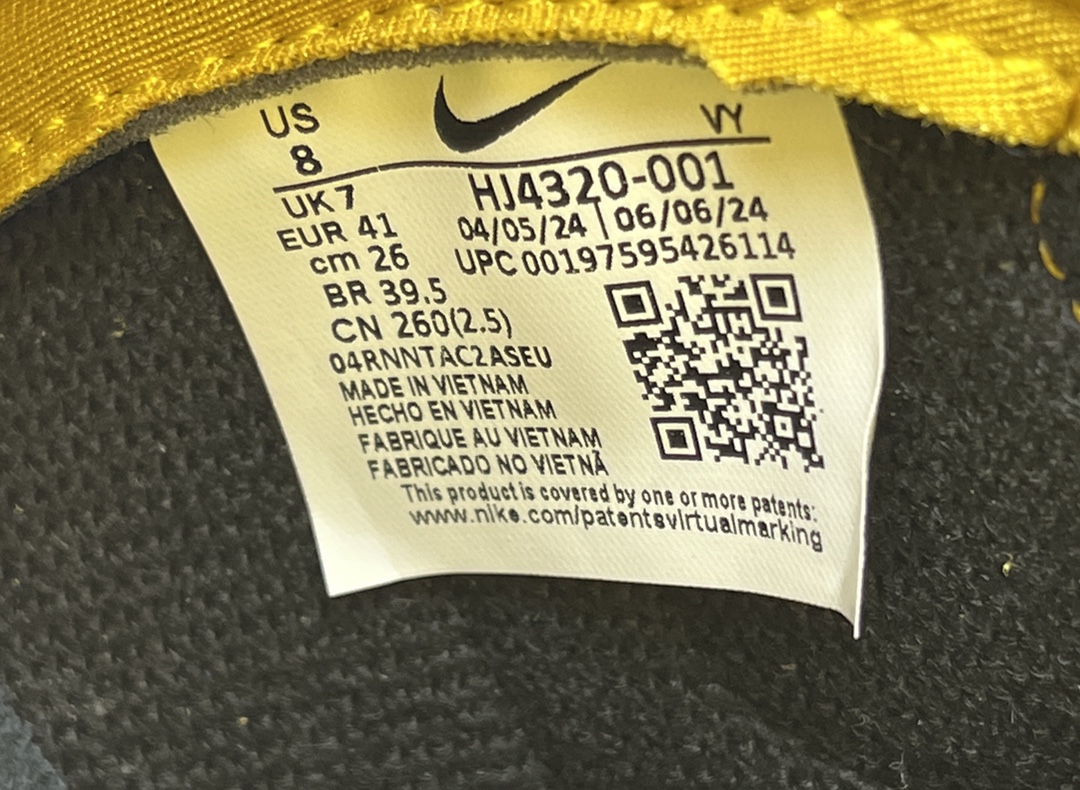 US VY
8
UK 7 HJ4320-001
EUR 41 04/05/24 | 06/06/24
cm 26 UPC 00197595426114
BR 39.5
CN 260(2.5)
04RNNTAC2ASEU
MADE IN VIETNAM
HECHO EN VIETNAM
FABRIQUE AU VIETNAM
FABRICADO NO VIETNÃ
This product is covered by one or more patents:
www.nike.com/patentsvirtualmarking